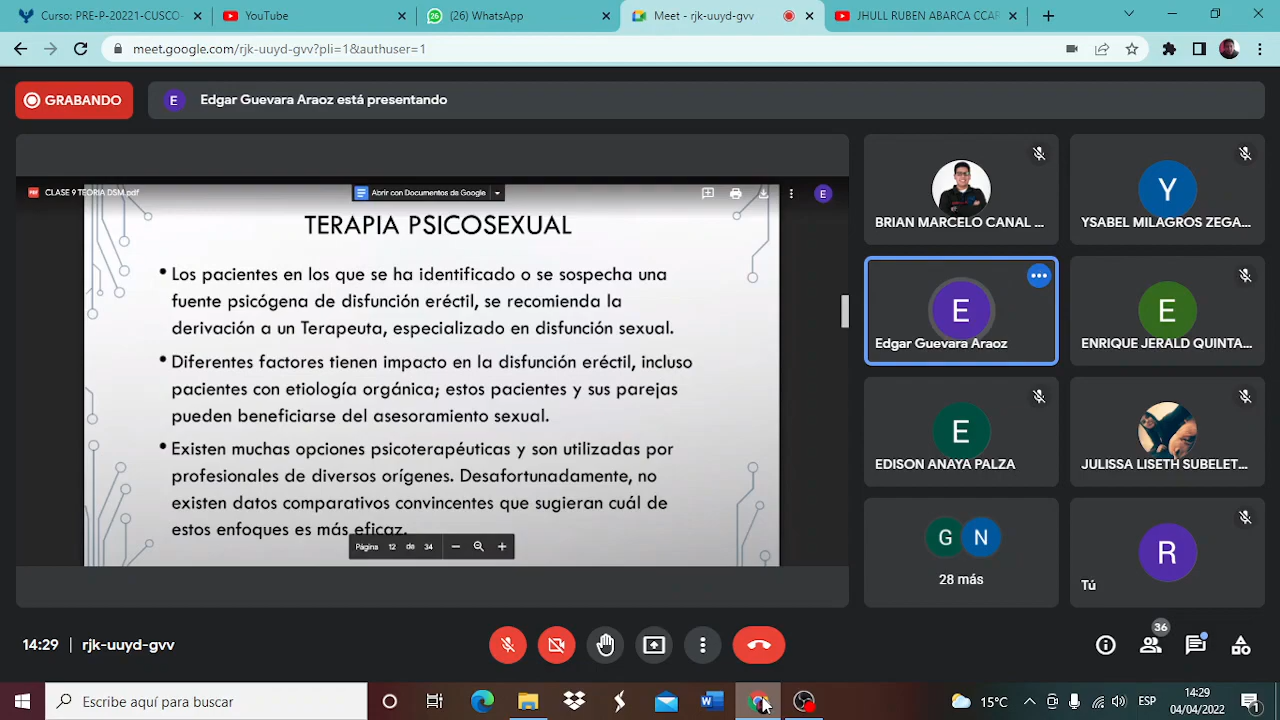 Curso: PRE-P-20221-CUSCO-
YouTube
(26) WhatsApp
Meet - rjk-uuyd-gvv
JHULL RUBEN ABARCA CCAR
meet.google.com/rjk-uuyd-gvv?pli=1&authuser=1
GRABANDO
E
Edgar Guevara Araoz está presentando
CLASE 9 TEORIA DSM.pdf
Abrir con Documentos de Google
E
TERAPIA PSICOSEXUAL
• Los pacientes en los que se ha identificado o se sospecha una
fuente psicógena de disfunción eréctil, se recomienda la
derivación a un Terapeuta, especializado en disfunción sexual.
• Diferentes factores tienen impacto en la disfunción eréctil, incluso
pacientes con etiología orgánica; estos pacientes y sus parejas
pueden beneficiarse del asesoramiento sexual.
• Existen muchas opciones psicoterapéuticas y son utilizadas por
profesionales de diversos orígenes. Desafortunadamente, no
existen datos comparativos convincentes que sugieran cuál de
estos enfoques es más eficaz.
Página 12 de 34
BRIAN MARCELO CANAL ...
Y
YSABEL MILAGROS ZEGA...
E
Edgar Guevara Araoz
E
ENRIQUE JERALD QUINTA...
E
EDISON ANAYA PALZA
JULISSA LISETH SUBELET...
G N
28 más
R
Tú
14:29 | rjk-uuyd-gvv
36
Escribe aquí para buscar
15°C
ESP
14:29
04/04/2022
1